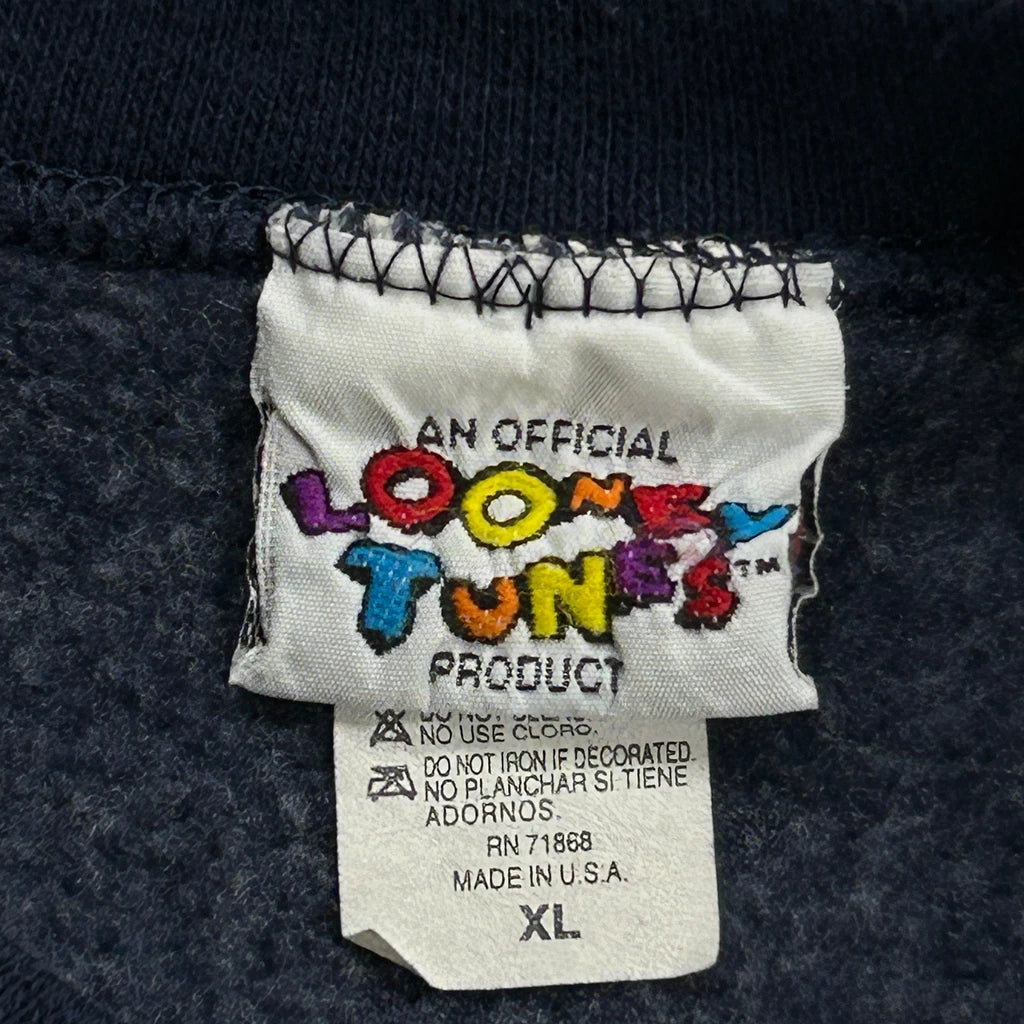 AN OFFICIAL
LOONEY
TUNES™
PRODUCT
NO USE CLORO.
DO NOT IRON IF DECORATED.
NO PLANCHAR SI TIENE
ADORNOS.
RN 71868
MADE IN U.S.A.
XL